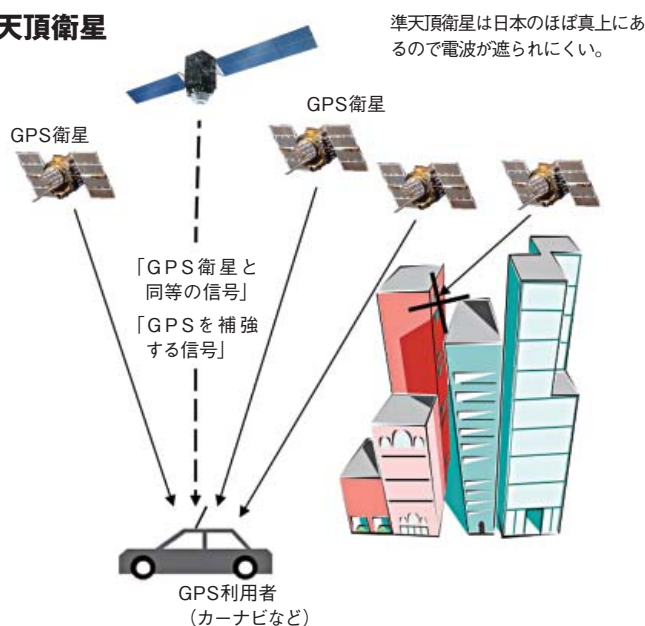 天頂衛星
準天頂衛星は日本のほぼ真上にあ
るので電波が遮られにくい。
GPS衛星
GPS衛星
「GPS衛星と
同等の信号」
「GPSを補強
する信号」
GPS利用者
（カーナビなど）